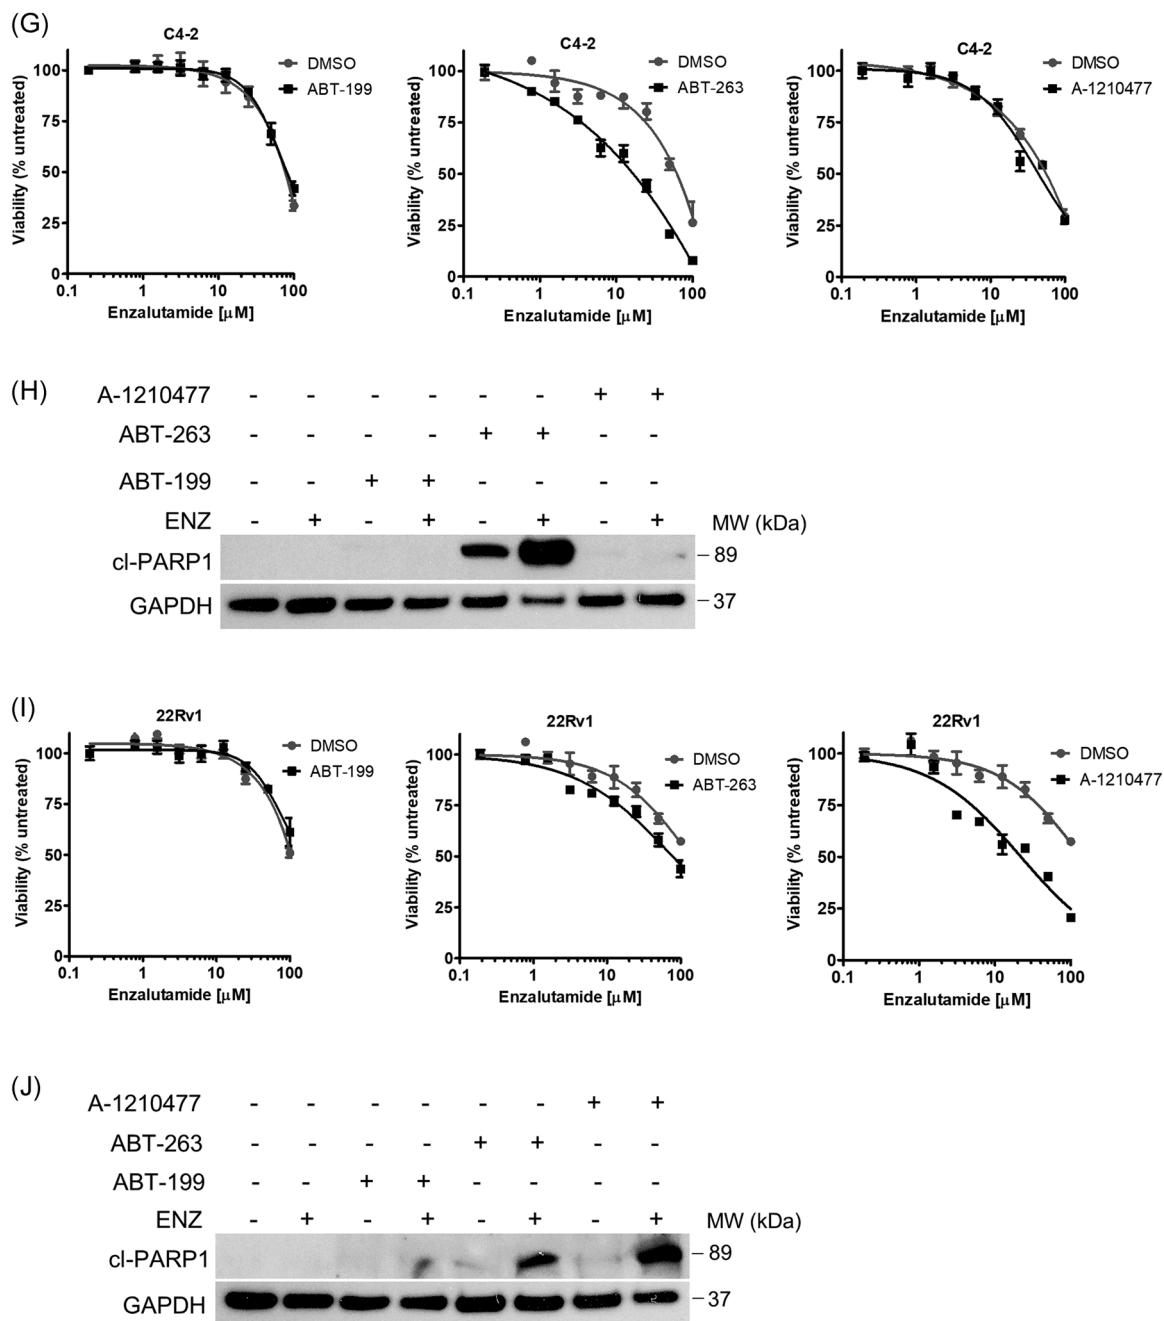 (G)
C4-2
DMSO
ABT-199
Viability (% untreated)
100
75
50
25
0
0.1 1 10 100
Enzalutamide [µM]
C4-2
DMSO
ABT-263
Viability (% untreated)
100
75
50
25
0
0.1 1 10 100
Enzalutamide [µM]
C4-2
DMSO
A-1210477
Viability (% untreated)
100
75
50
25
0
0.1 1 10 100
Enzalutamide [µM]
(H)
A-1210477 - - - - - - + +
ABT-263 - - - - + + - -
ABT-199 - - + + - - - -
ENZ - + - + - + - + MW (kDa)
cl-PARP1 – 89
GAPDH – 37
(I)
22Rv1
DMSO
ABT-199
Viability (% untreated)
100
75
50
25
0
0.1 1 10 100
Enzalutamide [µM]
22Rv1
DMSO
ABT-263
Viability (% untreated)
100
75
50
25
0
0.1 1 10 100
Enzalutamide [µM]
22Rv1
DMSO
A-1210477
Viability (% untreated)
100
75
50
25
0
0.1 1 10 100
Enzalutamide [µM]
(J)
A-1210477 - - - - - - + +
ABT-263 - - - - + + - -
ABT-199 - - + + - - - -
ENZ - + - + - + - + MW (kDa)
cl-PARP1 – 89
GAPDH – 37